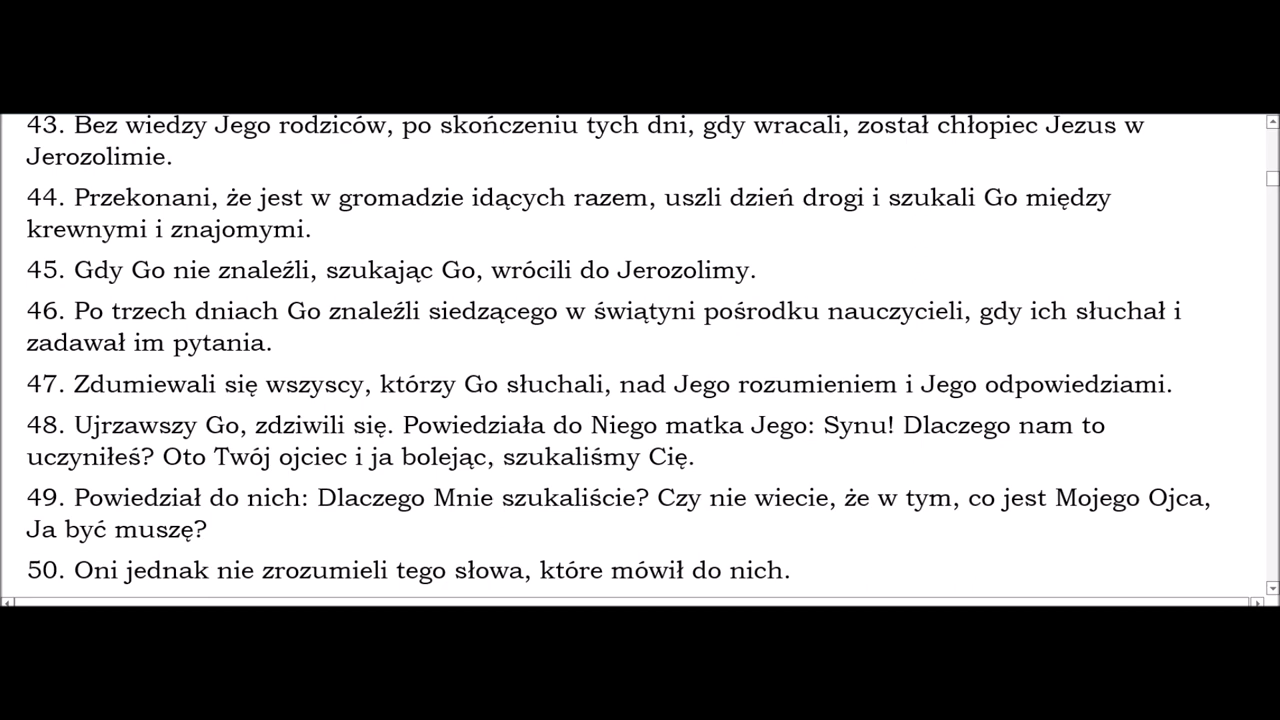 43. Bez wiedzy Jego rodziców, po skończeniu tych dni, gdy wracali, został chłopiec Jezus w
Jerozolimie.
44. Przekonani, że jest w gromadzie idących razem, uszli dzień drogi i szukali Go między
krewnymi i znajomymi.
45. Gdy Go nie znaleźli, szukając Go, wrócili do Jerozolimy.
46. Po trzech dniach Go znaleźli siedzącego w świątyni pośrodku nauczycieli, gdy ich słuchał i
zadawał im pytania.
47. Zdumiewali się wszyscy, którzy Go słuchali, nad Jego rozumieniem i Jego odpowiedziami.
48. Ujrzawszy Go, zdziwili się. Powiedziała do Niego matka Jego: Synu! Dlaczego nam to
uczyniłeś? Oto Twój ojciec i ja bolejąc, szukaliśmy Cię.
49. Powiedział do nich: Dlaczego Mnie szukaliście? Czy nie wiecie, że w tym, co jest Mojego Ojca,
Ja być muszę?
50. Oni jednak nie zrozumieli tego słowa, które mówił do nich.